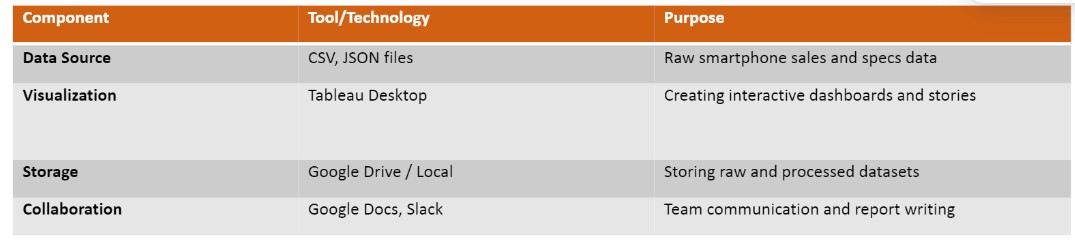 Component Tool/Technology Purpose
Data Source CSV, JSON files Raw smartphone sales and specs data
Visualization Tableau Desktop Creating interactive dashboards and stories
Storage Google Drive / Local Storing raw and processed datasets
Collaboration Google Docs, Slack Team communication and report writing